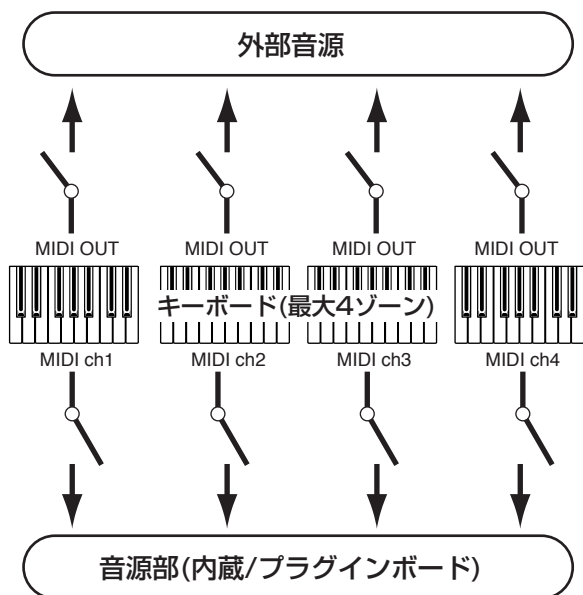 外部音源
MIDI OUT MIDI OUT MIDI OUT MIDI OUT
キーボード(最大4ゾーン)
MIDI ch1 MIDI ch2 MIDI ch3 MIDI ch4
音源部(内蔵/プラグインボード)